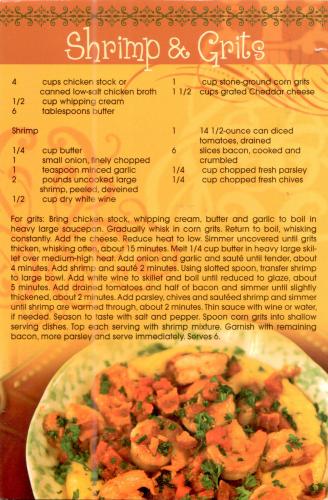 Shrimp & Grits
4 cups chicken stock or
canned low-salt chicken broth
1/2 cup whipping cream
6 tablespoons butter
1 cup stone-ground corn grits
1 1/2 cups grated Cheddar cheese
Shrimp
1/4 cup butter
1 small onion, finely chopped
1 teaspoon minced garlic
2 pounds uncooked large
shrimp, peeled, deveined
1/2 cup dry white wine
1 14 1/2-ounce can diced
tomatoes, drained
6 slices bacon, cooked and
crumbled
1/4 cup chopped fresh parsley
1/4 cup chopped fresh chives
For grits: Bring chicken stock, whipping cream, butter and garlic to boil in
heavy large saucepan. Gradually whisk in corn grits. Return to boil, whisking
constantly. Add the cheese. Reduce heat to low. Simmer uncovered until grits
thicken, whisking often, about 15 minutes. Melt 1/4 cup butter in heavy large skil-
let over medium-high heat. Add onion and garlic and sauté until tender, about
4 minutes. Add shrimp and sauté 2 minutes. Using slotted spoon, transfer shrimp
to large bowl. Add white wine to skillet and boil until reduced to glaze, about
5 minutes. Add drained tomatoes and half of bacon and simmer until slightly
thickened, about 2 minutes. Add parsley, chives and sautéed shrimp and simmer
until shrimp are warmed through, about 2 minutes. Thin sauce with wine or water,
if needed. Season to taste with salt and pepper. Spoon corn grits into shallow
serving dishes. Top each serving with shrimp mixture. Garnish with remaining
bacon, more parsley and serve immediately. Serves 6.